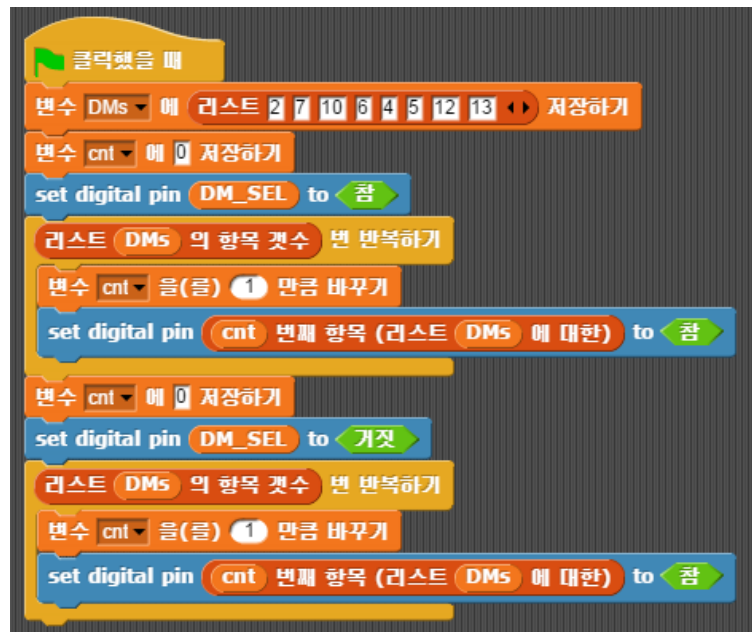 클릭했을 때
변수 DMs 에 리스트 2 7 10 6 4 5 12 13 저장하기
변수 cnt 에 0 저장하기
set digital pin DM_SEL to 참
리스트 DMs 의 항목 갯수 번 반복하기
변수 cnt 을(를) 1 만큼 바꾸기
set digital pin cnt 번째 항목 (리스트 DMs 에 대한) to 참
변수 cnt 에 0 저장하기
set digital pin DM_SEL to 거짓
리스트 DMs 의 항목 갯수 번 반복하기
변수 cnt 을(를) 1 만큼 바꾸기
set digital pin cnt 번째 항목 (리스트 DMs 에 대한) to 참